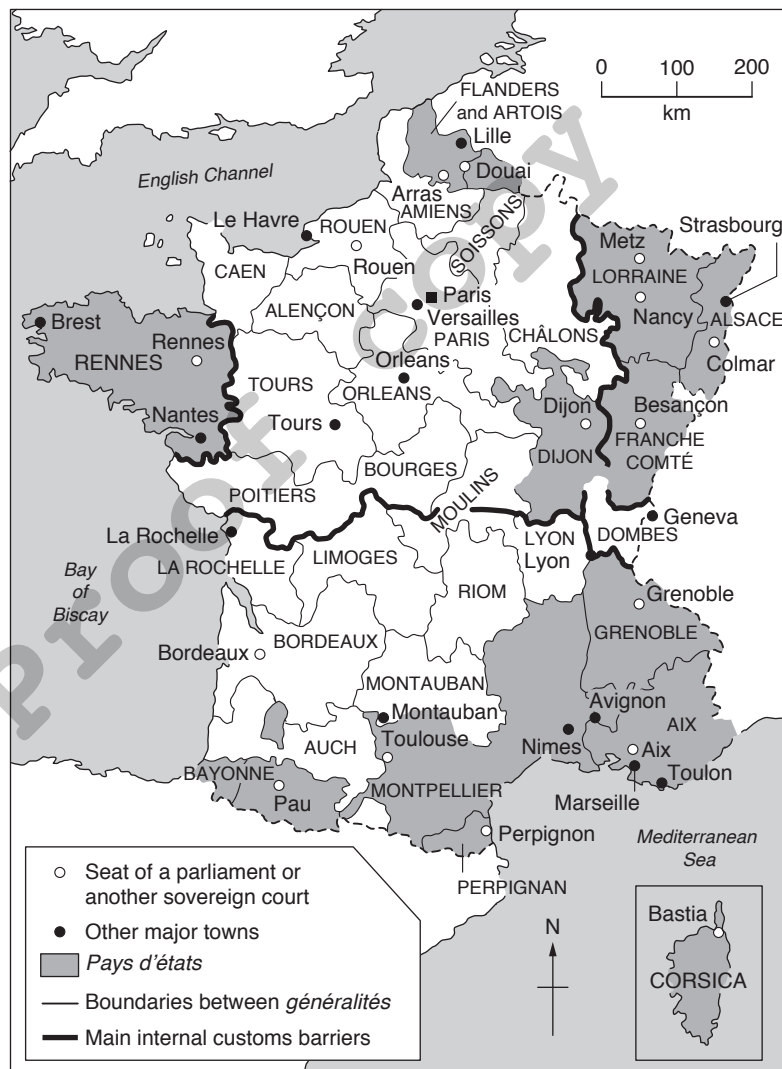 0 100 200
km
FLANDERS
and ARTOIS
Lille
English Channel
Douai
Arras
AMIENS
Strasbourg
Le Havre
ROUEN
SOISSONS
Metz
CAEN
Rouen
LORRAINE
ALENÇON
Paris
Versailles
Nancy
ALSACE
Brest
PARIS
CHÂLONS
Rennes
RENNES
Orleans
Colmar
TOURS
ORLEANS
Dijon
Besançon
Nantes
Tours
DIJON
FRANCHE
COMTÉ
BOURGES
POITIERS
MOULINS
La Rochelle
LYON
DOMBES
Geneva
LA ROCHELLE
LIMOGES
Lyon
Bay
of
Biscay
RIOM
Grenoble
GRENOBLE
Bordeaux
BORDEAUX
MONTAUBAN
Montauban
Avignon
AIX
Toulouse
AUCH
Nimes
Aix
BAYONNE
MONTPELLIER
Toulon
Pau
Marseille
Perpignon
Mediterranean
Sea
PERPIGNAN
Seat of a parliament or
another sovereign court
Other major towns
Pays d'états
Boundaries between généralités
Main internal customs barriers
N
Bastia
CORSICA
Proof Copy